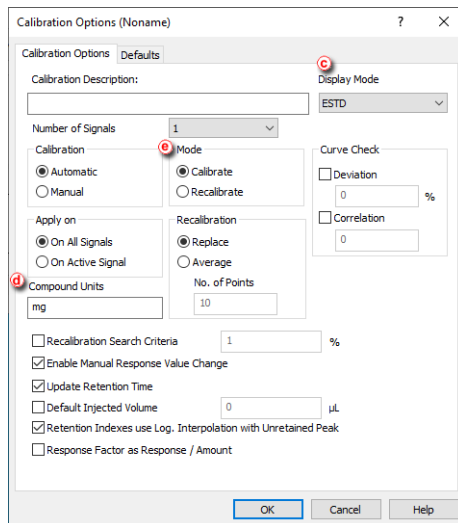 Calibration Options (Noname) ? ×
Calibration Options Defaults
c
Calibration Description: Display Mode
ESTD
Number of Signals 1
Calibration e Mode Curve Check
Automatic Calibrate Deviation
Manual Recalibrate 0 %
Correlation
Apply on Recalibration 0
On All Signals Replace
On Active Signal Average
d Compound Units No. of Points
mg 10
Recalibration Search Criteria 1 %
Enable Manual Response Value Change
Update Retention Time
Default Injected Volume 0 µL
Retention Indexes use Log. Interpolation with Unretained Peak
Response Factor as Response / Amount
OK Cancel Help